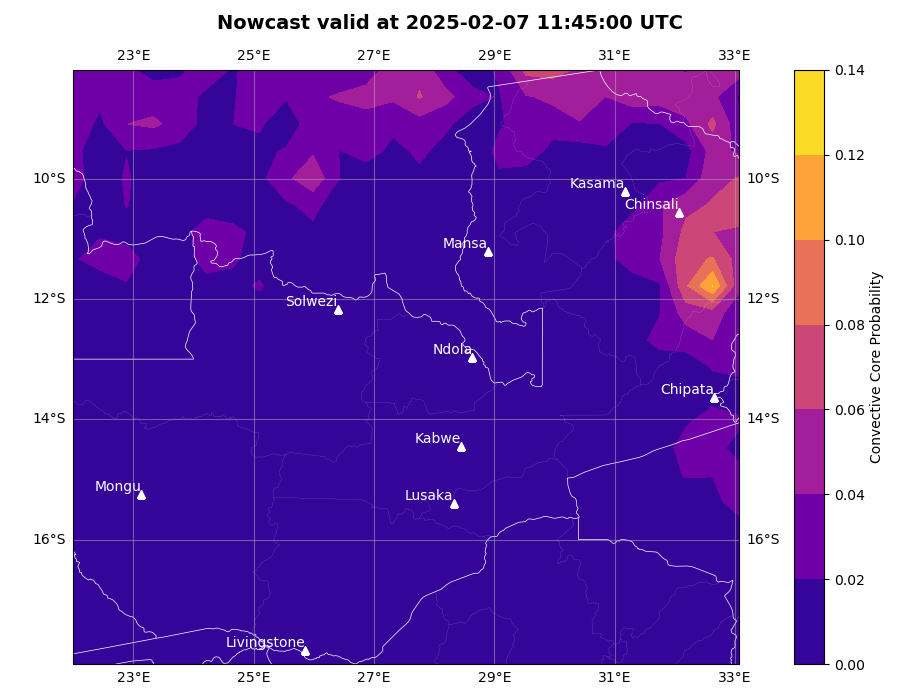 Nowcast valid at 2025-02-07 11:45:00 UTC
23°E 25°E 27°E 29°E 31°E 33°E
0.14
0.12
10°S Kasama 10°S
Chinsali
0.10
Mansa
12°S Solwezi 12°S
0.08
Ndola
Convective Core Probability
Chipata
0.06
14°S 14°S
Kabwe
Mongu
Lusaka
0.04
16°S 16°S
0.02
Livingstone
0.00
23°E 25°E 27°E 29°E 31°E 33°E